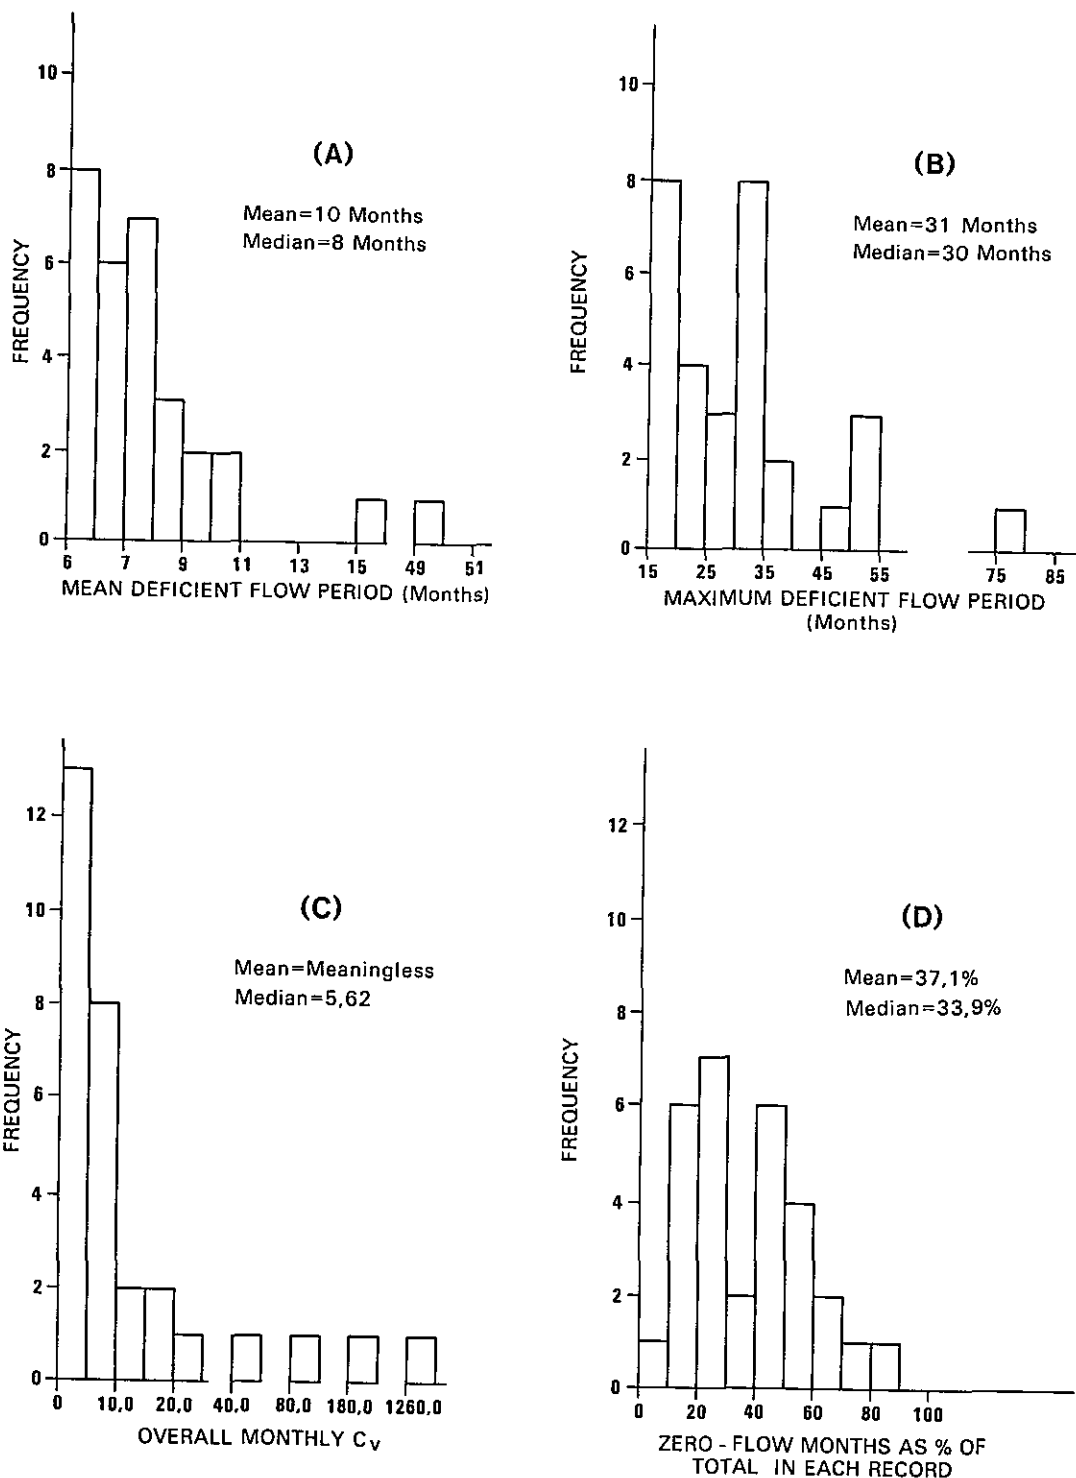 (A)
Mean=10 Months
Median=8 Months
FREQUENCY
10
8
6
4
2
0
6 7 9 11 13 15 49 51
MEAN DEFICIENT FLOW PERIOD (Months)
(B)
Mean=31 Months
Median=30 Months
FREQUENCY
10
8
6
4
2
0
15 25 35 45 55 75 85
MAXIMUM DEFICIENT FLOW PERIOD
(Months)
(C)
Mean=Meaningless
Median=5,62
FREQUENCY
12
10
8
6
4
2
0
0 10,0 20,0 40,0 80,0 180,0 1260,0
OVERALL MONTHLY Cv
(D)
Mean=37,1%
Median=33,9%
FREQUENCY
12
10
8
6
4
2
0
0 20 40 60 80 100
ZERO - FLOW MONTHS AS % OF
TOTAL IN EACH RECORD